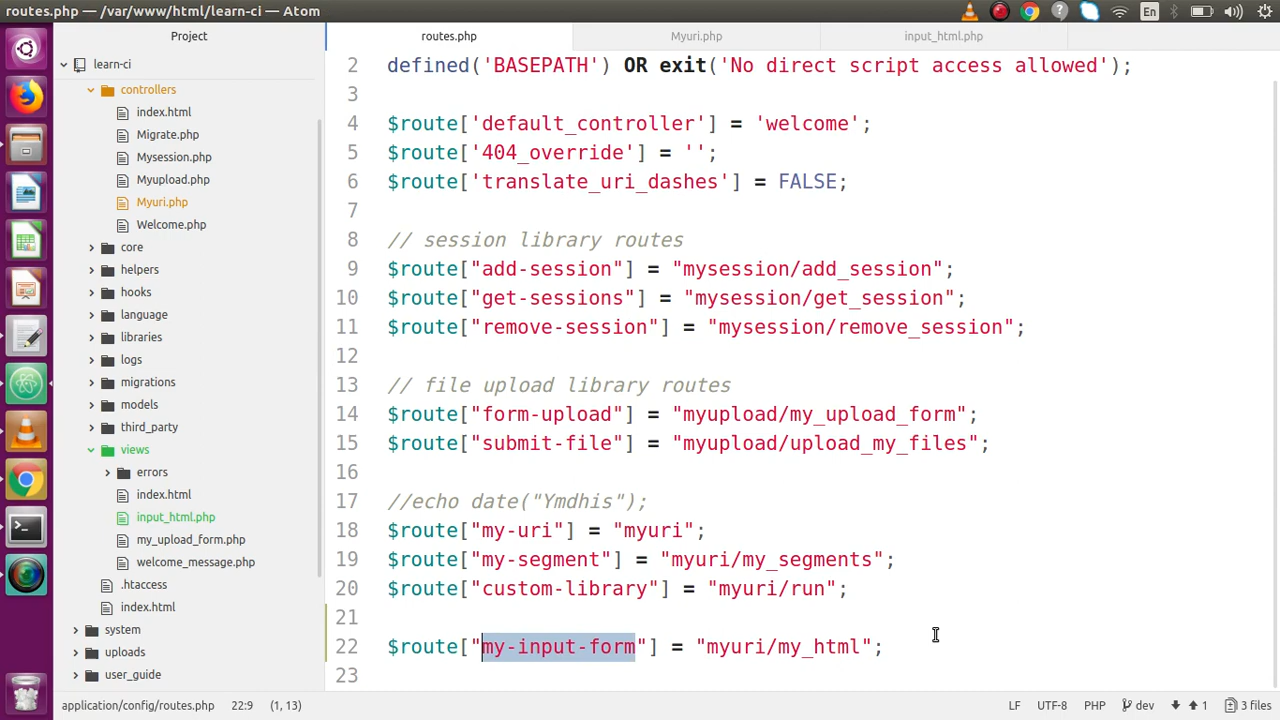 routes.php — /var/www/html/learn-ci — Atom
En
Project
routes.php
Myuri.php
input_html.php
learn-ci
controllers
index.html
Migrate.php
Mysession.php
Myupload.php
Myuri.php
Welcome.php
core
helpers
hooks
language
libraries
logs
migrations
models
third_party
views
errors
index.html
input_html.php
my_upload_form.php
welcome_message.php
.htaccess
index.html
system
uploads
user_guide
2 defined('BASEPATH') OR exit('No direct script access allowed');
3
4 $route['default_controller'] = 'welcome';
5 $route['404_override'] = '';
6 $route['translate_uri_dashes'] = FALSE;
7
8 // session library routes
9 $route["add-session"] = "mysession/add_session";
10 $route["get-sessions"] = "mysession/get_session";
11 $route["remove-session"] = "mysession/remove_session";
12
13 // file upload library routes
14 $route["form-upload"] = "myupload/my_upload_form";
15 $route["submit-file"] = "myupload/upload_my_files";
16
17 //echo date("Ymdhis");
18 $route["my-uri"] = "myuri";
19 $route["my-segment"] = "myuri/my_segments";
20 $route["custom-library"] = "myuri/run";
21
22 $route["my-input-form"] = "myuri/my_html";
23
application/config/routes.php 22:9 (1, 13) LF UTF-8 PHP dev 1 3 files